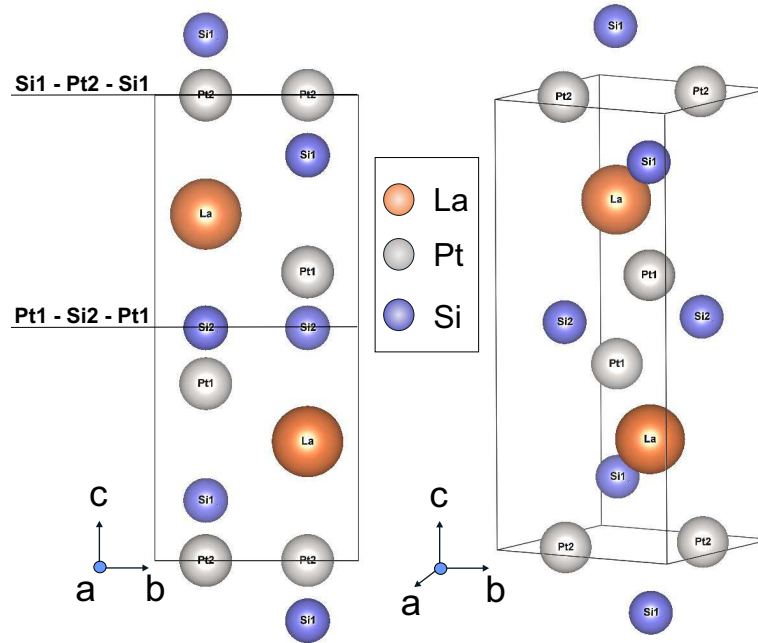 Si1
Si1 - Pt2 - Si1
Pt2
Pt2
Si1
La
Pt1
Pt1 - Si2 - Pt1
Si2
Si2
Pt1
La
Si1
Pt2
Pt2
Si1
c
a
b
La
Pt
Si
Si1
Pt2
Pt2
Si1
La
Pt1
Si2
Si2
Pt1
La
Si1
Pt2
Pt2
Si1
c
a
b